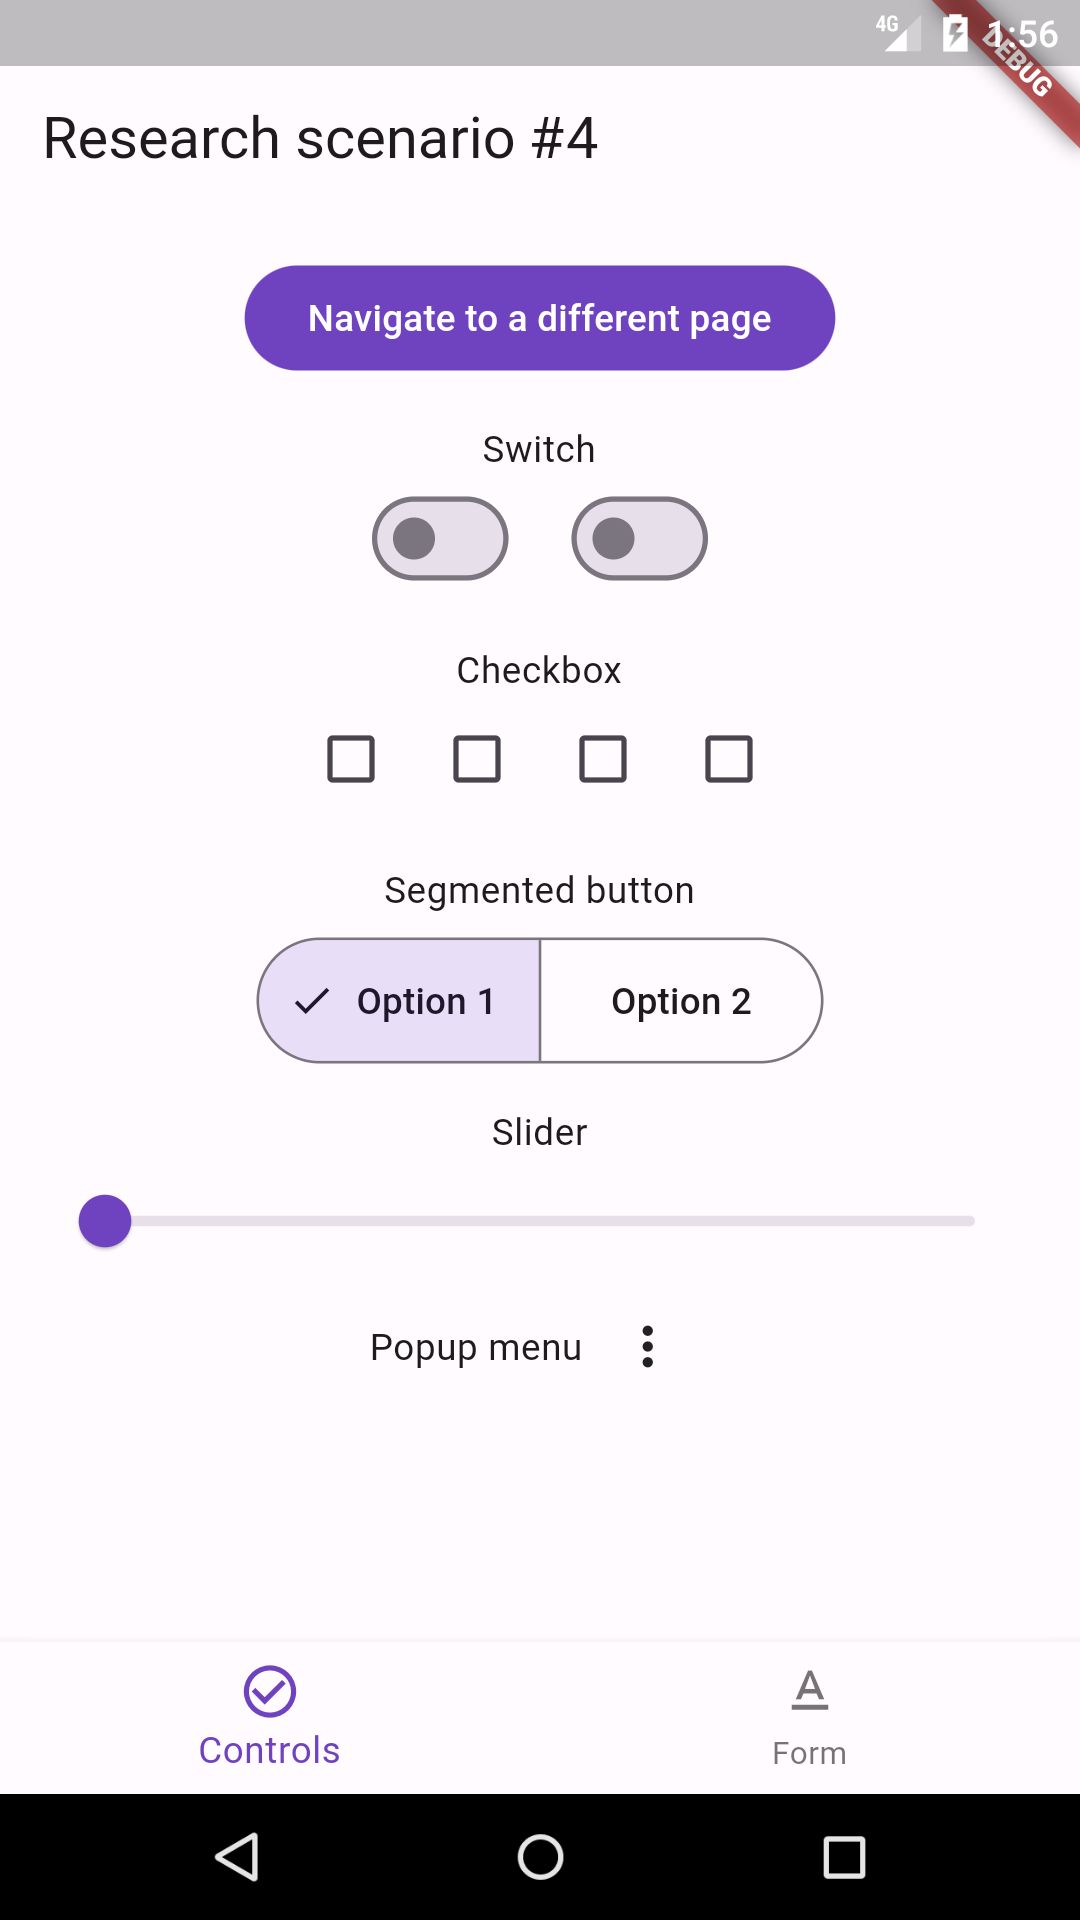 4G 1:56
DEBUG
Research scenario #4
Navigate to a different page
Switch
Checkbox
Segmented button
Option 1 Option 2
Slider
Popup menu
Controls Form